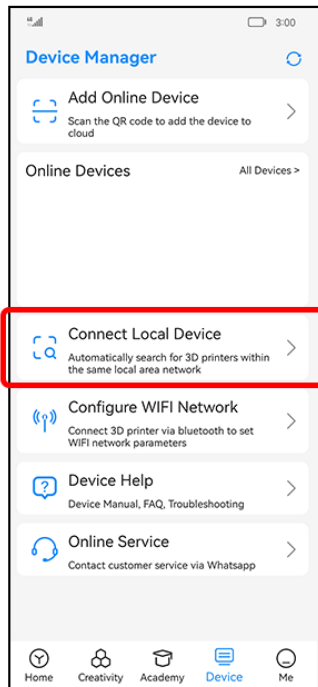 3:00
Device Manager
Add Online Device
Scan the QR code to add the device to
cloud
Online Devices
All Devices >
Connect Local Device
Automatically search for 3D printers within
the same local area network
Configure WIFI Network
Connect 3D printer via bluetooth to set
WIFI network parameters
Device Help
Device Manual, FAQ, Troubleshooting
Online Service
Contact customer service via Whatsapp
Home
Creativity
Academy
Device
Me